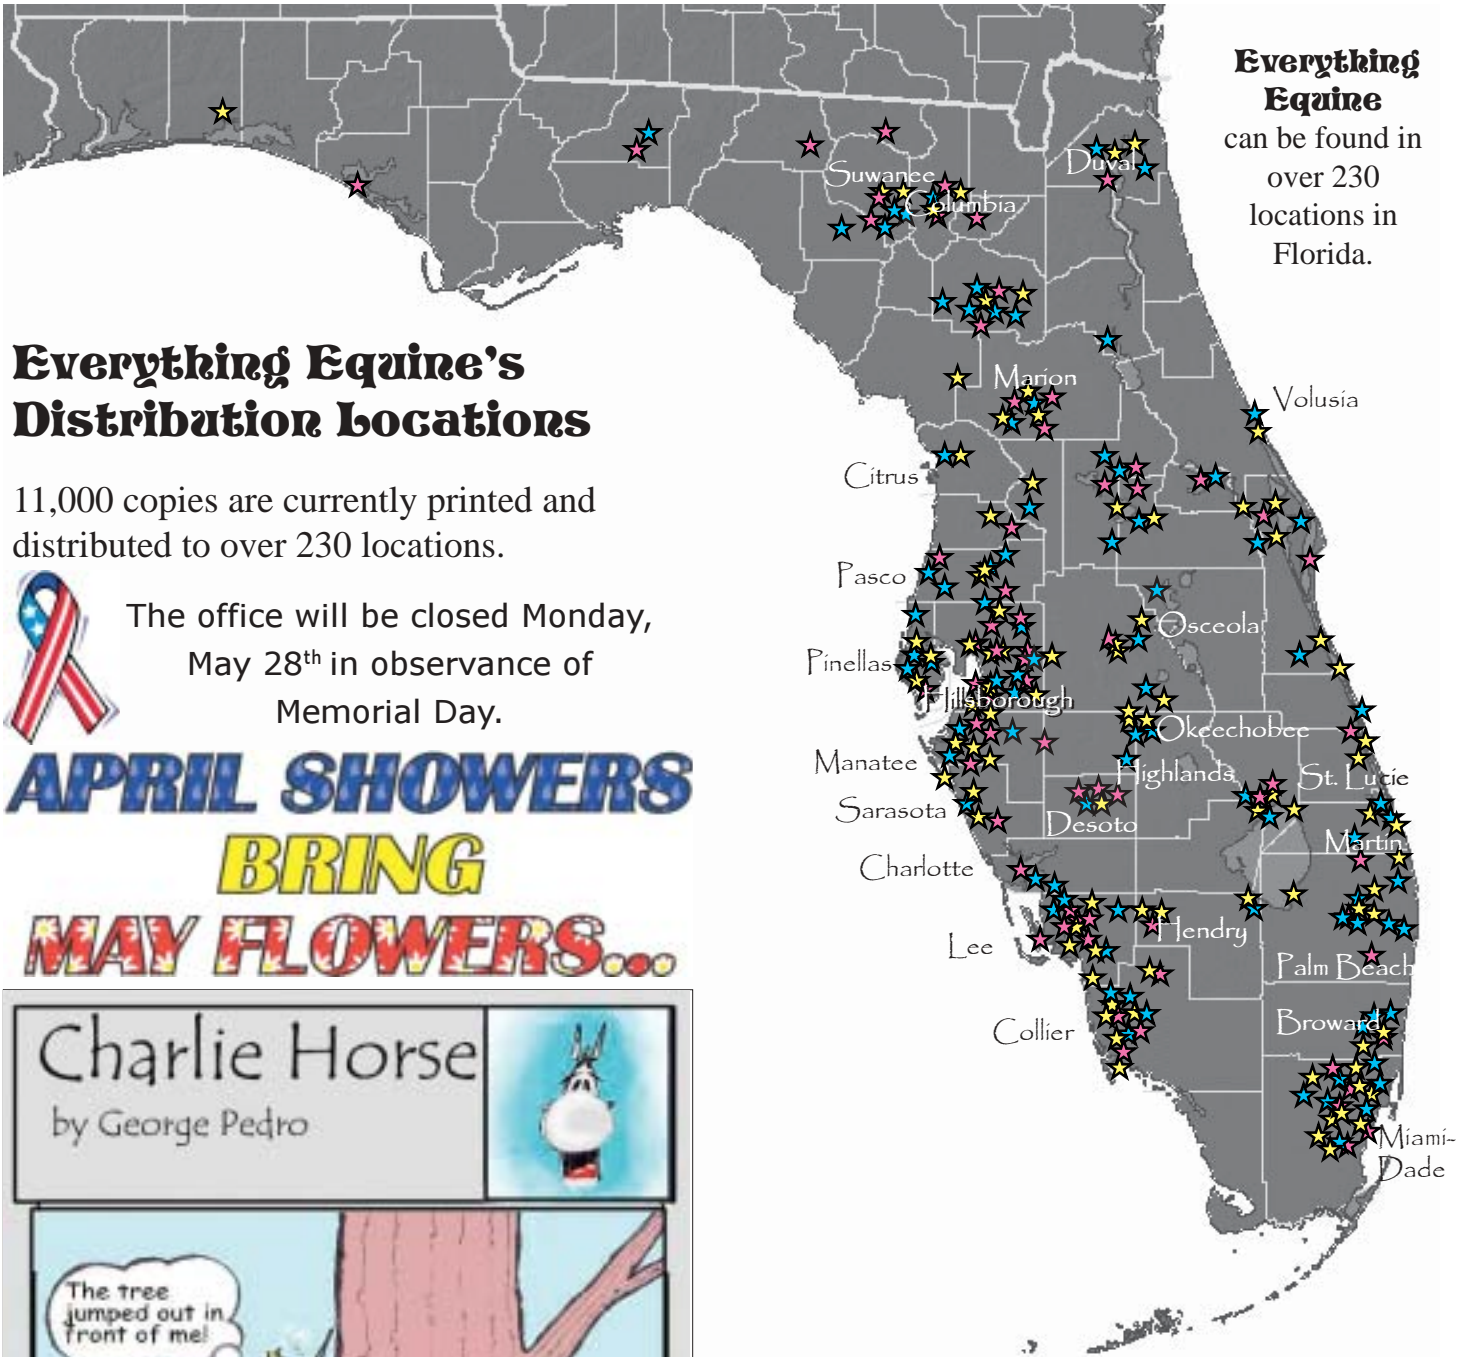 Everything
Equine
can be found in
over 230
locations in
Florida.
Everything Equine's
Distribution Locations
11,000 copies are currently printed and
distributed to over 230 locations.
The office will be closed Monday,
May 28th in observance of
Memorial Day.
APRIL SHOWERS
BRING
MAY FLOWERS...
Charlie Horse
by George Pedro
The tree
jumped out in
front of me!
Suwanee
Columbia
Duval
Marion
Volusia
Citrus
Pasco
Osceola
Pinellas
Hillsborough
Okeechobee
Manatee
Highlands
St. Lucie
Sarasota
Desoto
Martin
Charlotte
Hendry
Lee
Palm Beach
Collier
Broward
Miami-
Dade